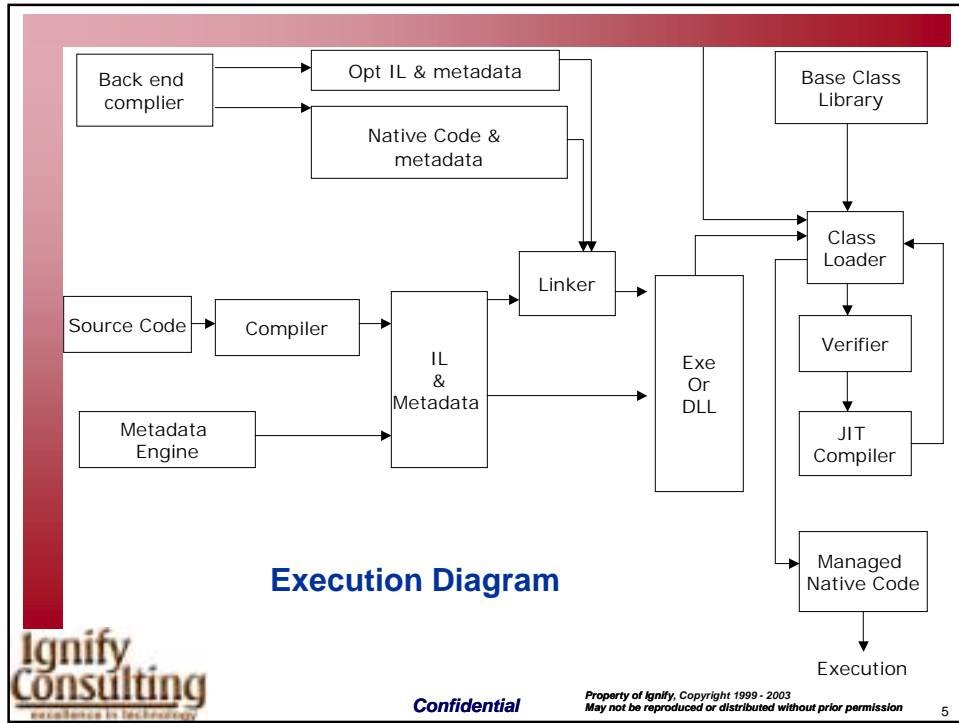 Back end
complier
Opt IL & metadata
Native Code &
metadata
Base Class
Library
Class
Loader
Linker
Source Code
Compiler
IL
&
Metadata
Exe
Or
DLL
Verifier
Metadata
Engine
JIT
Compiler
Managed
Native Code
Execution Diagram
Execution
Ignify
Consulting
excellence in technology
Confidential
Property of Ignify, Copyright 1999 - 2003
May not be reproduced or distributed without prior permission
5